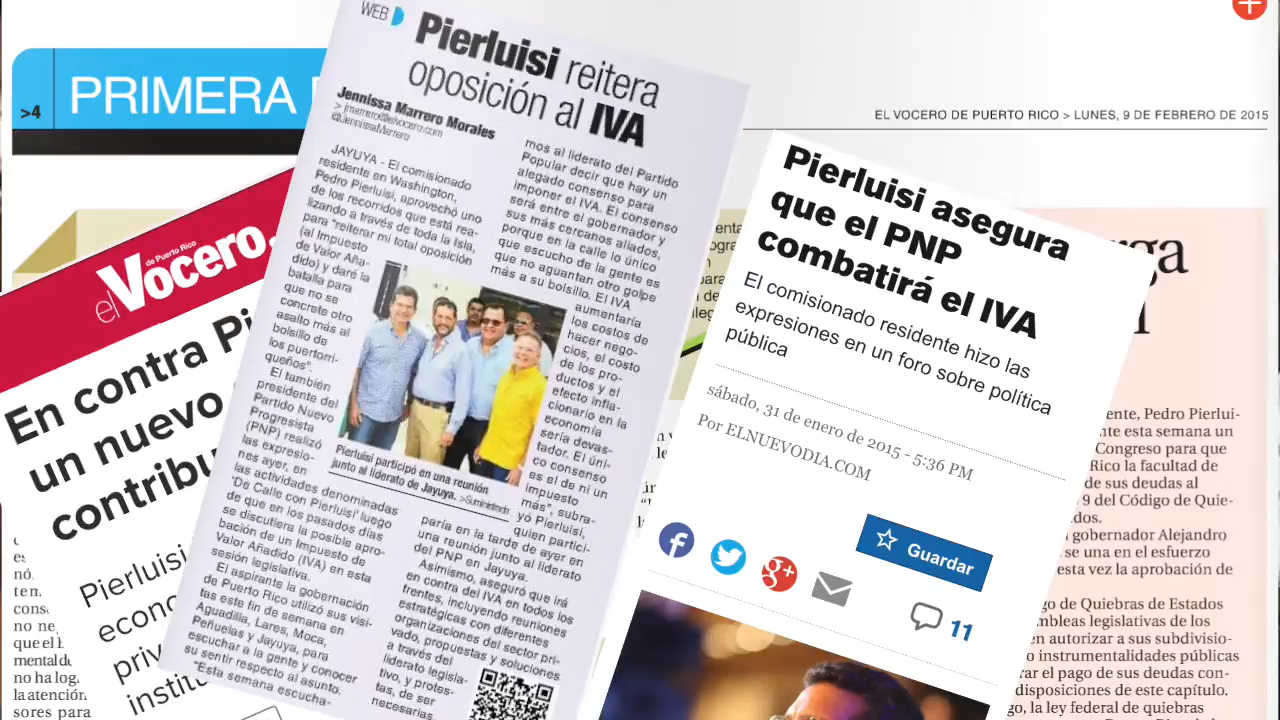 >4
PRIMERA
EL VOCERO DE PUERTO RICO > LUNES, 9 DE FEBRERO DE 2015
el Vocero.
de Puerto Rico
En contra
un nuevo
contribu
Pierluisi
econo
priv
WEB
Pierluisi reitera
oposición al IVA
Jennissa Marrero Morales
> jmarrero@elvocero.com
@JennissaMarrero
JAYUYA - El comisionado
residente en Washington,
Pedro Pierluisi, aprovechó uno
de los recorridos que está rea-
lizando a través de toda la Isla,
para "reiterar mi total oposición
(al Impuesto
de Valor Aña-
dido) y daré la
batalla para
que no se
concrete otro
asalto más al
bolsillo de
los puertorri-
queños".
El también
presidente del
Partido Nuevo
Progresista
(PNP) realizó
las expresio-
nes ayer, en
las actividades denominadas
'De Calle con Pierluisi' luego
de que en los pasados días
se discutiera la posible apro-
bación de un Impuesto de
Valor Añadido (IVA) en esta
sesión legislativa.
El aspirante a la gobernación
de Puerto Rico utilizó sus visi-
tas este fin de semana en
Aguadilla, Lares, Moca,
Peñuelas y Jayuya, para
escuchar a la gente y conocer
su sentir respecto al asunto.
"Esta semana escucha-
mos al liderato del Partido
Popular decir que hay un
alegado consenso para
imponer el IVA. El consenso
será entre el gobernador y
sus más cercanos aliados,
porque en la calle lo único
que escucho de la gente es
que no aguantan otro golpe
más a su bolsillo. El IVA
aumentaría
los costos de
hacer nego-
cios, el costo
de los pro-
ductos y el
efecto infla-
cionario en la
economía
sería devas-
tador. El úni-
co consenso
es el de ni un
impuesto
más", subra-
yó Pierluisi,
quien partici-
Pierluisi participó en una reunión
junto al liderato de Jayuya. >Suministrada
paría en la tarde de ayer en
una reunión junto al liderato
del PNP en Jayuya.
Asimismo, aseguró que irá
en contra del IVA en todos los
frentes, incluyendo reuniones
estratégicas con diferentes
organizaciones del sector pri-
vado, propuestas y soluciones
a través del
liderato legisla-
tivo, y protes-
tas, de ser
necesarias.
Pierluisi asegura
que el PNP
combatirá el IVA
El comisionado residente hizo las
expresiones en un foro sobre política
pública
sábado, 31 de enero de 2015 - 5:36 PM
Por ELNUEVODIA.COM
f
g+
Guardar
11
ente, Pedro Pierlui-
nte esta semana un
Congreso para que
Rico la facultad de
de sus deudas al
9 del Código de Quie-
dos.
gobernador Alejandro
se una en el esfuerzo
esta vez la aprobación de
go de Quiebras de Estados
mbleas legislativas de los
en autorizar a sus subdivisio-
o instrumentalidades públicas
rar el pago de sus deudas con-
disposiciones de este capítulo.
go, la ley federal de quiebras
que el
no ha log
la atención
sores para